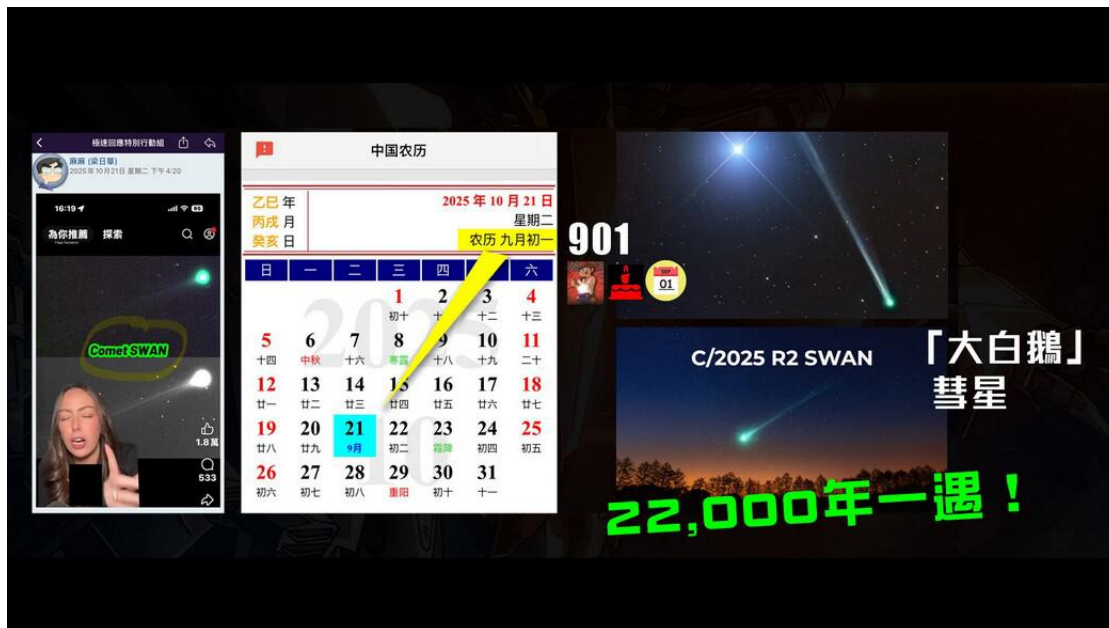 極速回應特別行動組
麻麻 (梁日華)
2025年10月21日 星期二 下午 4:20
16:19
為你推薦 探索
Comet SWAN
1.8 萬
533
中国农历
乙巳 年
丙戌 月
癸亥 日
2025 年 10 月 21 日
星期二
农历 九月初一
日 一 二 三 四 六
2025
10
1 2 3 4
初十 十二 十三
5 6 7 8 9 10 11
十四 中秋 十六 寒露 十八 十九 二十
12 13 14 15 16 17 18
廿一 廿二 廿三 廿四 廿五 廿六 廿七
19 20 21 22 23 24 25
廿八 廿九 9月 初二 霜降 初四 初五
26 27 28 29 30 31
初六 初七 初八 重阳 初十 十一
901
SEP
01
C/2025 R2 SWAN
「大白鵝」
彗星
22,000年一遇！